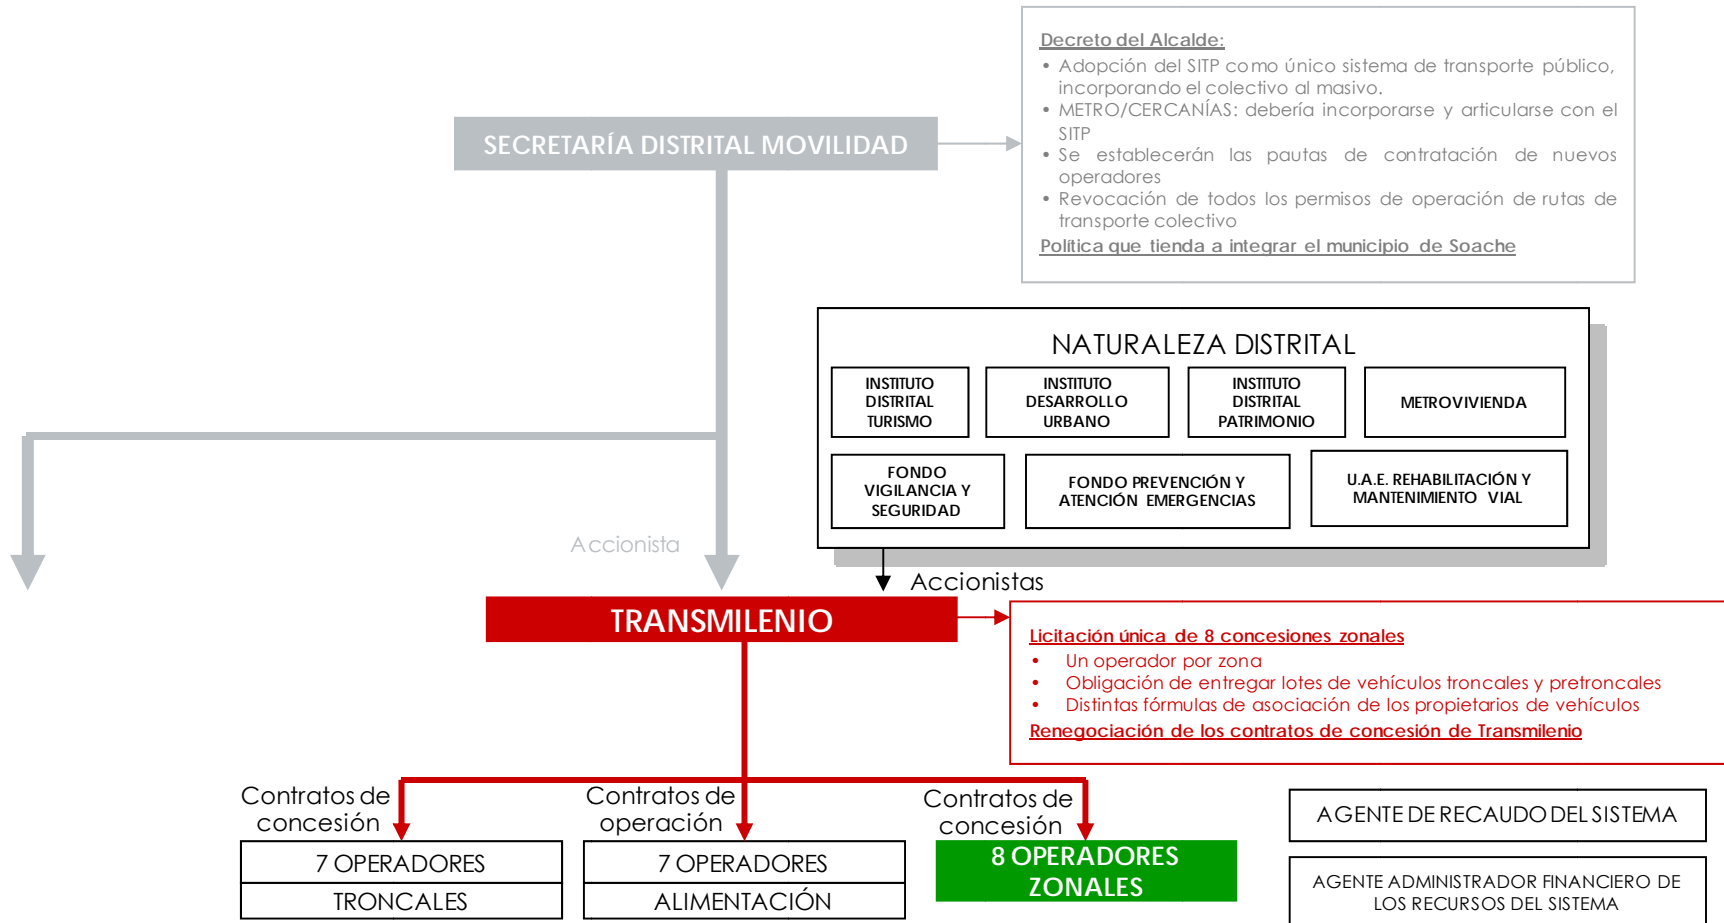 Decreto del Alcalde:
• Adopción del SITP como único sistema de transporte público,
incorporando el colectivo al masivo.
• METRO/CERCANÍAS: debería incorporarse y articularse con el
SITP
• Se establecerán las pautas de contratación de nuevos
operadores
• Revocación de todos los permisos de operación de rutas de
transporte colectivo
Política que tienda a integrar el municipio de Soache
SECRETARÍA DISTRITAL MOVILIDAD
NATURALEZA DISTRITAL
INSTITUTO
DISTRITAL
TURISMO
INSTITUTO
DESARROLLO
URBANO
INSTITUTO
DISTRITAL
PATRIMONIO
METROVIVIENDA
FONDO
VIGILANCIA Y
SEGURIDAD
FONDO PREVENCIÓN Y
ATENCIÓN EMERGENCIAS
U.A.E. REHABILITACIÓN Y
MANTENIMIENTO VIAL
Accionista
Accionistas
TRANSMILENIO
Licitación única de 8 concesiones zonales
• Un operador por zona
• Obligación de entregar lotes de vehículos troncales y pretroncales
• Distintas fórmulas de asociación de los propietarios de vehículos
Renegociación de los contratos de concesión de Transmilenio
Contratos de
concesión
7 OPERADORES
TRONCALES
Contratos de
operación
7 OPERADORES
ALIMENTACIÓN
Contratos de
concesión
8 OPERADORES
ZONALES
AGENTE DE RECAUDO DEL SISTEMA
AGENTE ADMINISTRADOR FINANCIERO DE
LOS RECURSOS DEL SISTEMA